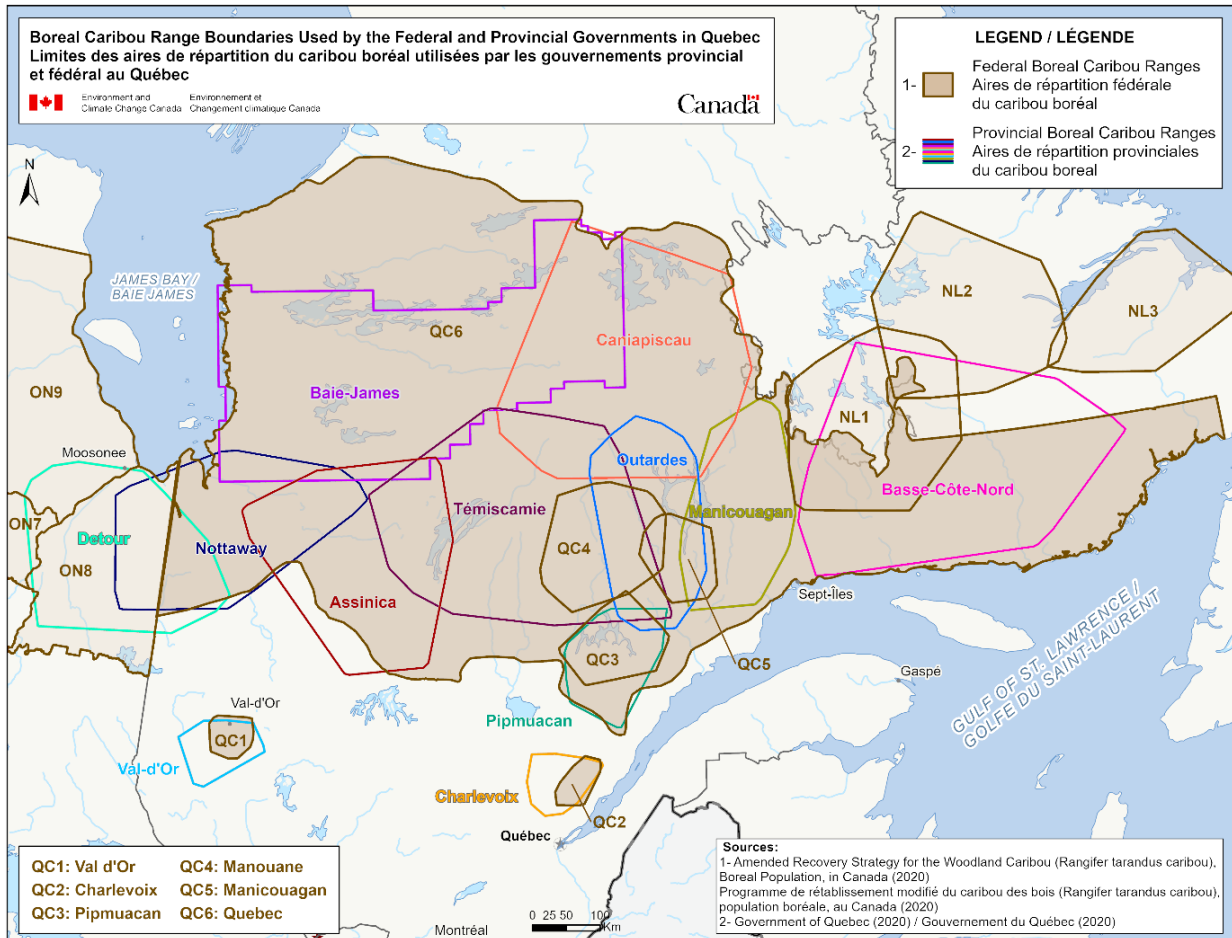 Boreal Caribou Range Boundaries Used by the Federal and Provincial Governments in Quebec
Limites des aires de répartition du caribou boréal utilisées par les gouvernements provincial
et fédéral au Québec
Environment and
Climate Change Canada
Environnement et
Changement climatique Canada
Canada
LEGEND / LÉGENDE
1-
Federal Boreal Caribou Ranges
Aires de répartition fédérale
du caribou boréal
2-
Provincial Boreal Caribou Ranges
Aires de répartition provinciales
du caribou boreal
N
JAMES BAY /
BAIE JAMES
NL2
NL3
QC6
Caniapiscau
ON9
Baie-James
NL1
Moosonee
Outardes
Basse-Côte-Nord
ON7
Témiscamie
Manicouagan
Detour
Nottaway
QC4
ON8
Assinica
Sept-Îles
QC3
QC5
Gaspé
GULF OF ST. LAWRENCE /
GOLFE DU SAINT-LAURENT
Val-d'Or
Pipmuacan
QC1
Val-d'Or
Charlevoix
QC2
Québec
QC1: Val d'Or
QC2: Charlevoix
QC3: Pipmuacan
QC4: Manouane
QC5: Manicouagan
QC6: Quebec
Montréal
0 25 50 100
Km
Sources:
1- Amended Recovery Strategy for the Woodland Caribou (Rangifer tarandus caribou),
Boreal Population, in Canada (2020)
Programme de rétablissement modifié du caribou des bois (Rangifer tarandus caribou),
population boréale, au Canada (2020)
2- Government of Quebec (2020) / Gouvernement du Québec (2020)